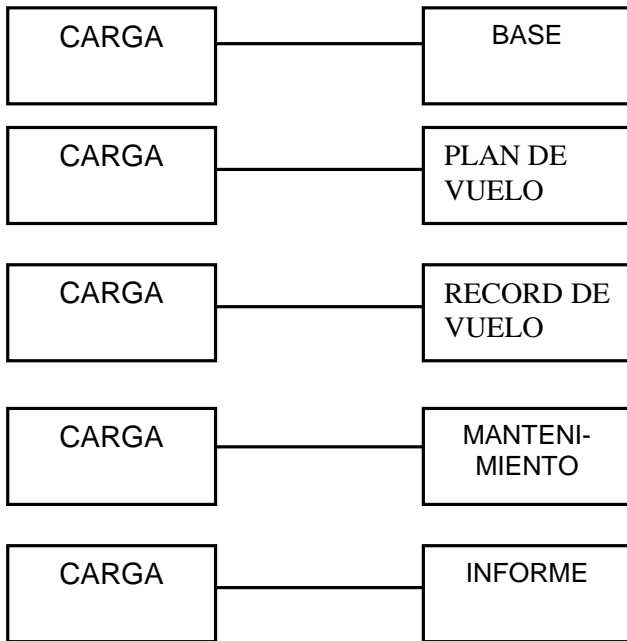 CARGA
BASE
CARGA
PLAN DE
VUELO
CARGA
RECORD DE
VUELO
CARGA
MANTENI-
MIENTO
CARGA
INFORME